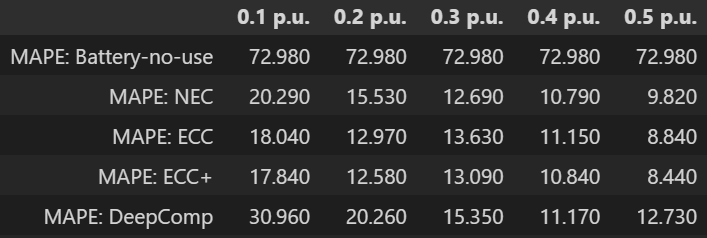 0.1 p.u. 0.2 p.u. 0.3 p.u. 0.4 p.u. 0.5 p.u.
MAPE: Battery-no-use 72.980 72.980 72.980 72.980 72.980
MAPE: NEC 20.290 15.530 12.690 10.790 9.820
MAPE: ECC 18.040 12.970 13.630 11.150 8.840
MAPE: ECC+ 17.840 12.580 13.090 10.840 8.440
MAPE: DeepComp 30.960 20.260 15.350 11.170 12.730